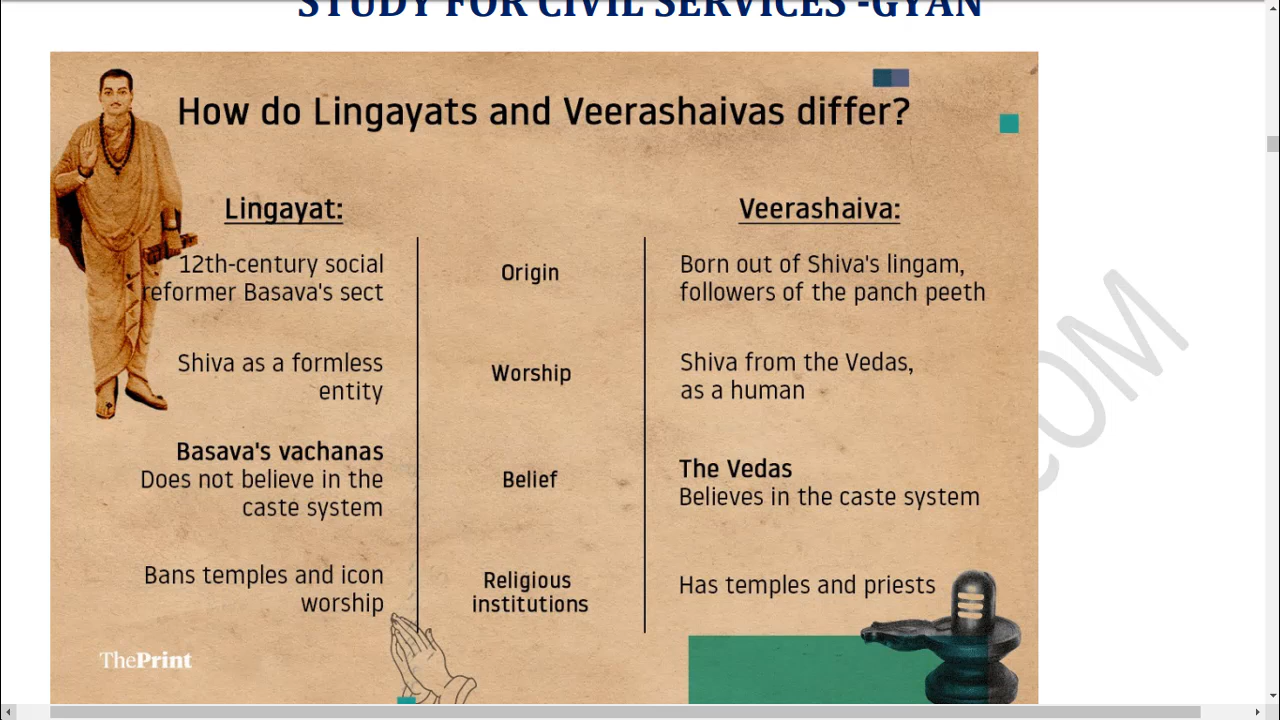 STUDY FOR CIVIL SERVICES -GYAN
How do Lingayats and Veerashaivas differ?
Lingayat:
Veerashaiva:
12th-century social
reformer Basava's sect
Origin
Born out of Shiva's lingam,
followers of the panch peeth
Shiva as a formless
entity
Worship
Shiva from the Vedas,
as a human
Basava's vachanas
Does not believe in the
caste system
Belief
The Vedas
Believes in the caste system
Bans temples and icon
worship
Religious
institutions
Has temples and priests
ThePrint
COM